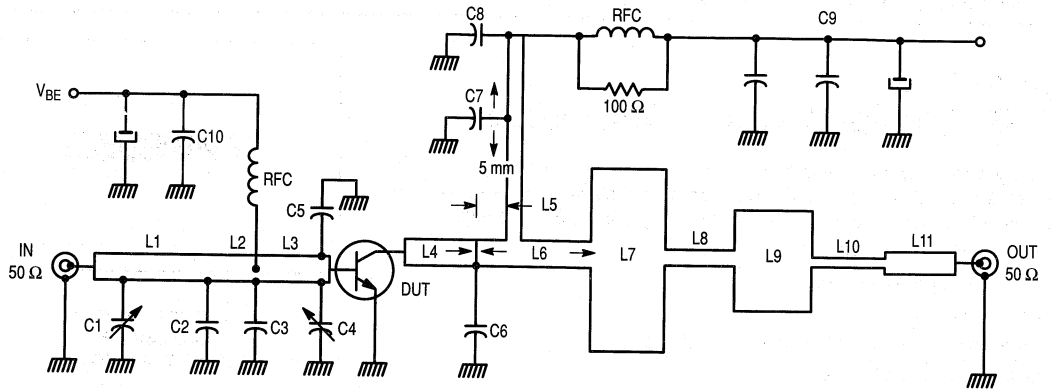 C8
RFC
C9
V_BE
C7
100 Ω
C10
5 mm
RFC
C5
L5
IN
50 Ω
L1
L2
L3
L4
L6
L7
L8
L9
L10
L11
OUT
50 Ω
DUT
C1
C2
C3
C4
C6